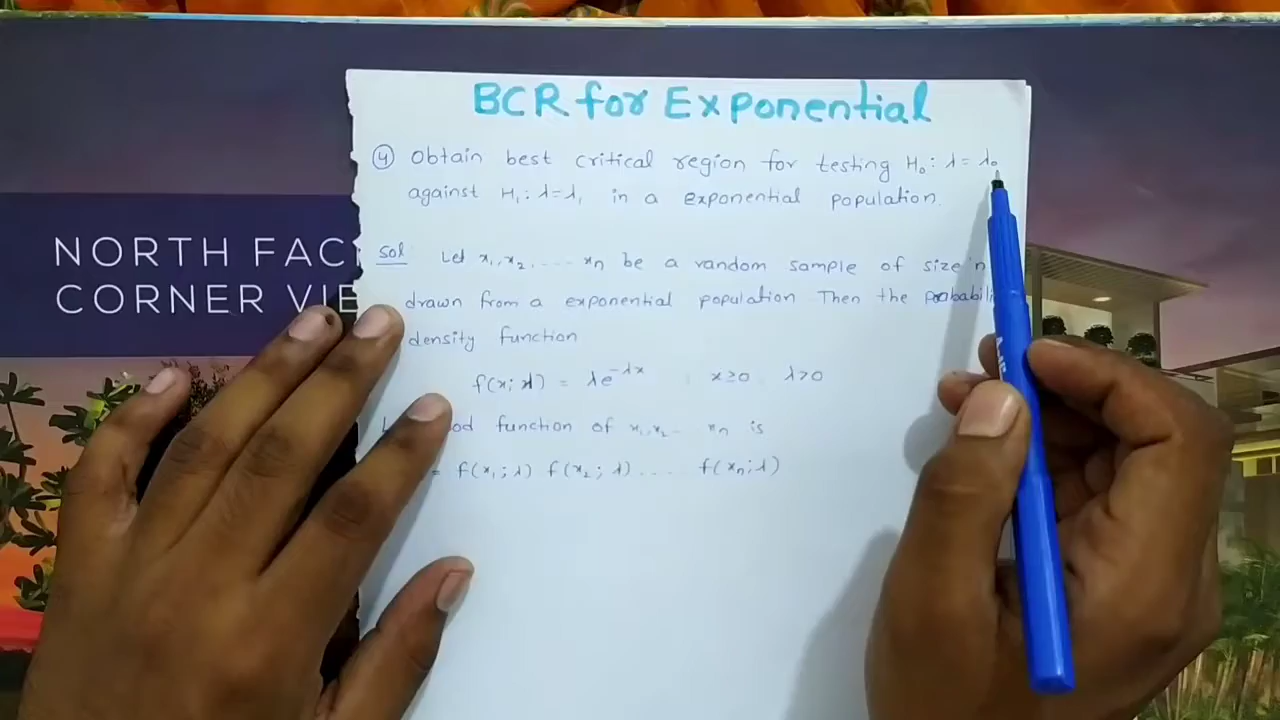 BCR for Exponential
④ Obtain best critical region for testing H₀ : λ = λ₀
against H₁ : λ = λ₁ in a exponential population.
Sol Let x₁, x₂, .... xn be a random sample of size 'n
drawn from a exponential population Then the
density function
f(x; λ) = λe^-λx x≥0 λ>0
function of x₁, x₂.. xn is
= f(x₁; λ) f(x₂; λ) .... f(xn; λ)
NORTH
CORNER